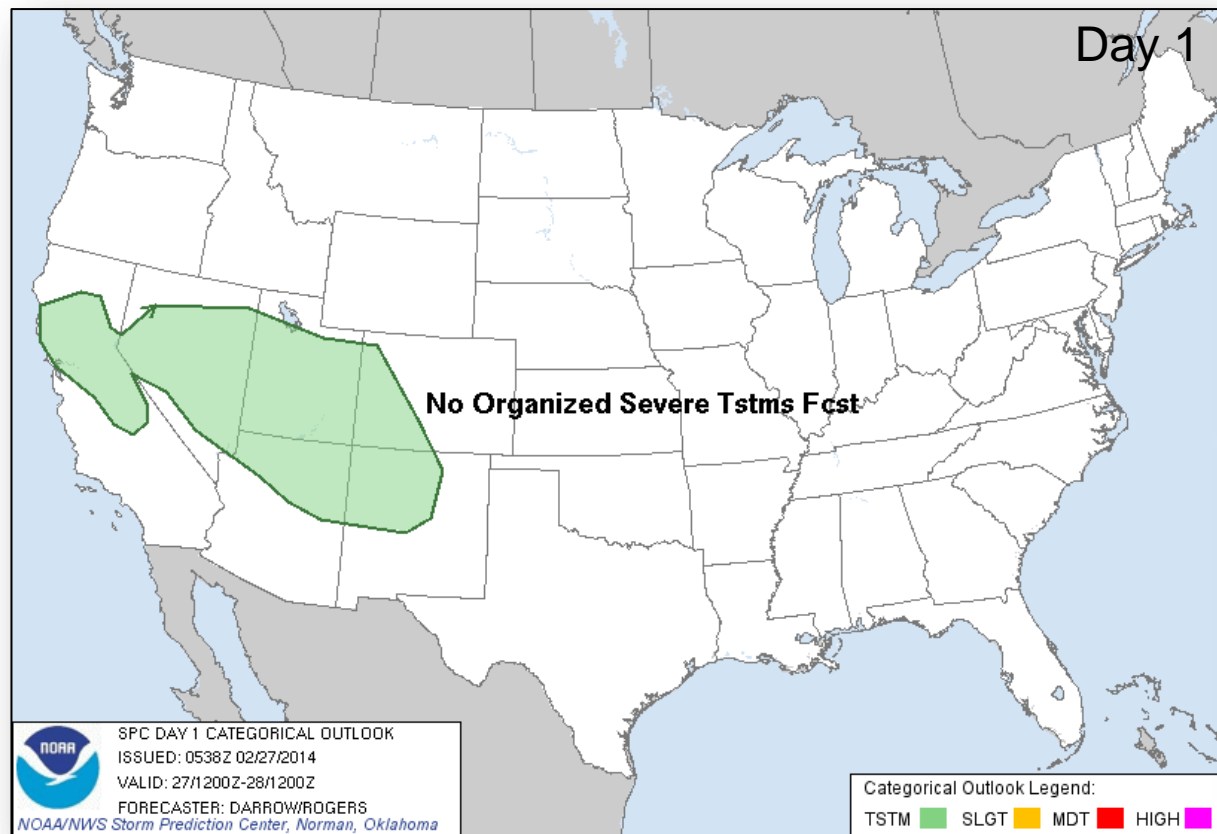 Day 1
No Organized Severe Tstms Fcst
NOAA
SPC DAY 1 CATEGORICAL OUTLOOK
ISSUED: 0538Z 02/27/2014
VALID: 27/1200Z-28/1200Z
FORECASTER: DARROW/ROGERS
NOAA/NWS Storm Prediction Center, Norman, Oklahoma
Categorical Outlook Legend:
TSTM SLGT MDT HIGH